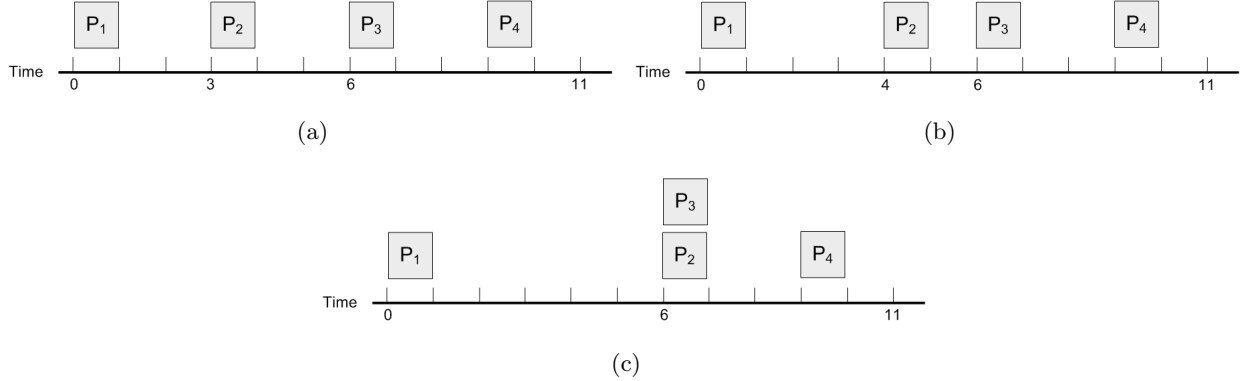 P₁ P₂ P₃ P₄
Time
0 3 6 11
(a)
P₁ P₂ P₃ P₄
Time
0 4 6 11
(b)
P₃
P₁ P₂ P₄
Time
0 6 11
(c)